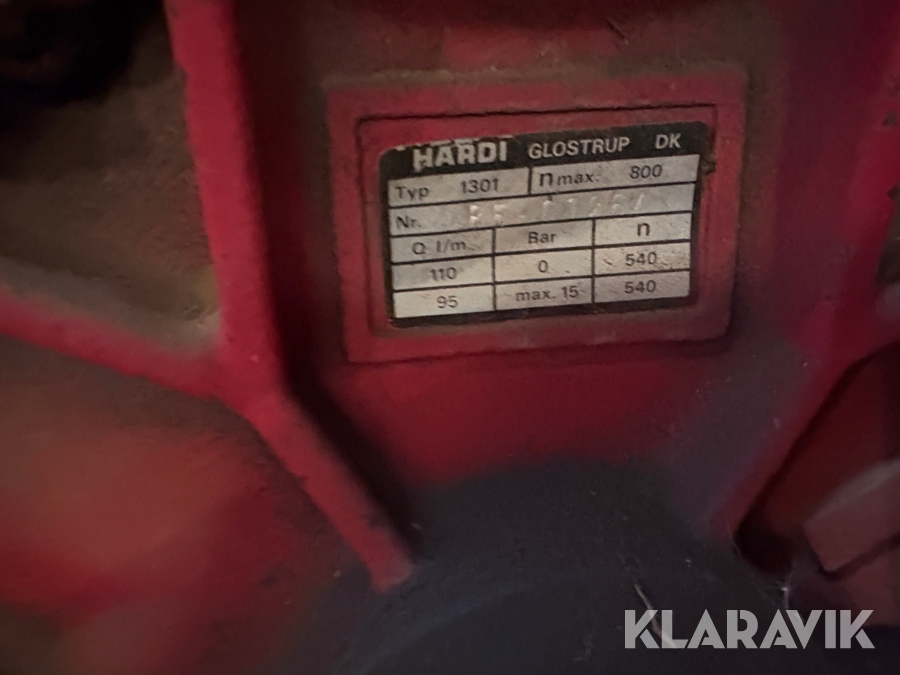 HARDI GLOSTRUP DK
Typ 1301 n max. 800
Nr.
Q l/m Bar n
110 0 540
95 max. 15 540
KLARAVIK